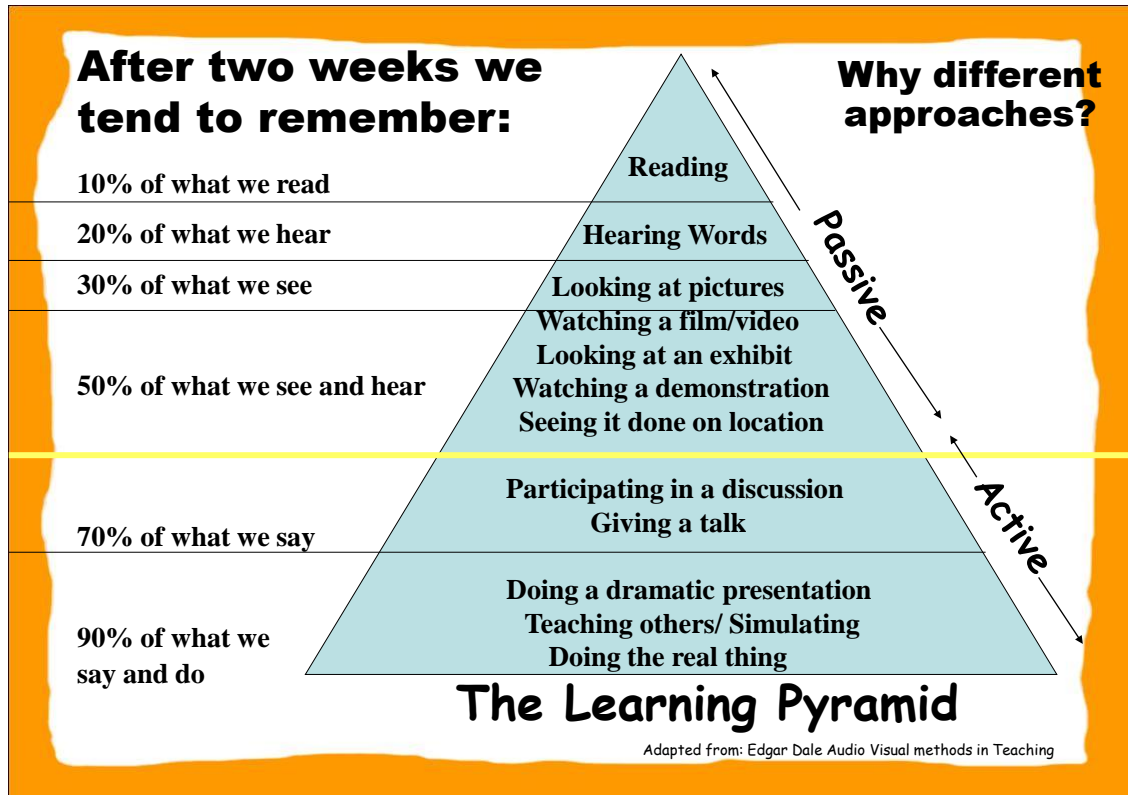 After two weeks we
tend to remember:
Why different
approaches?
10% of what we read
Reading
20% of what we hear
Hearing Words
30% of what we see
Looking at pictures
50% of what we see and hear
Watching a film/video
Looking at an exhibit
Watching a demonstration
Seeing it done on location
Passive
70% of what we say
Participating in a discussion
Giving a talk
Active
90% of what we
say and do
Doing a dramatic presentation
Teaching others/ Simulating
Doing the real thing
The Learning Pyramid
Adapted from: Edgar Dale Audio Visual methods in Teaching